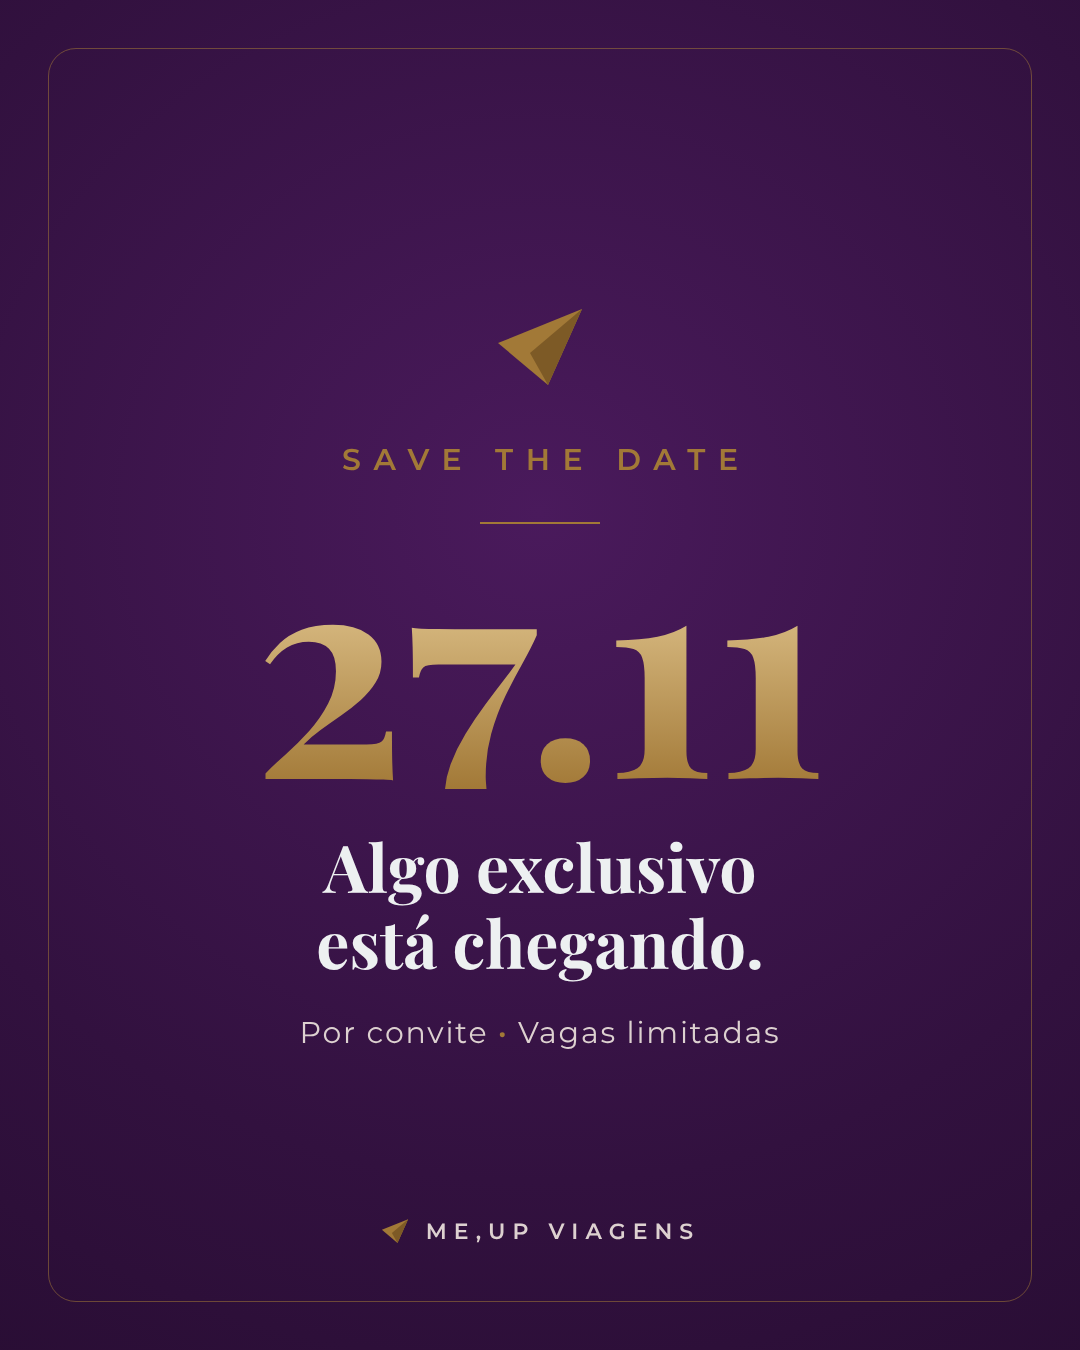 SAVE THE DATE
27.11
Algo exclusivo
está chegando.
Por convite • Vagas limitadas
ME,UP VIAGENS